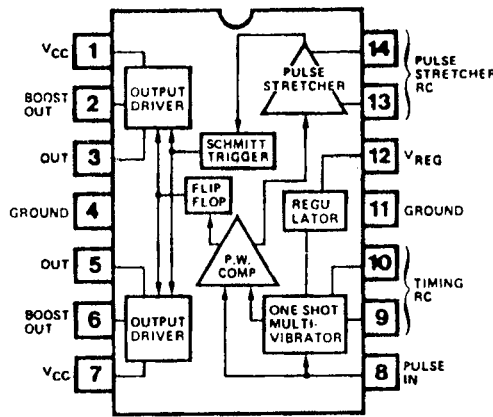 VCC 1
BOOST
OUT 2
OUT 3
GROUND 4
OUT 5
BOOST
OUT 6
VCC 7
OUTPUT
DRIVER
PULSE
STRETCHER
SCHMITT
TRIGGER
FLIP
FLOP
REGU
LATOR
P.W.
COMP
OUTPUT
DRIVER
ONE SHOT
MULTI-
VIBRATOR
14 PULSE
STRETCHER
13 RC
12 VREG
11 GROUND
10 TIMING
9 RC
8 PULSE
IN